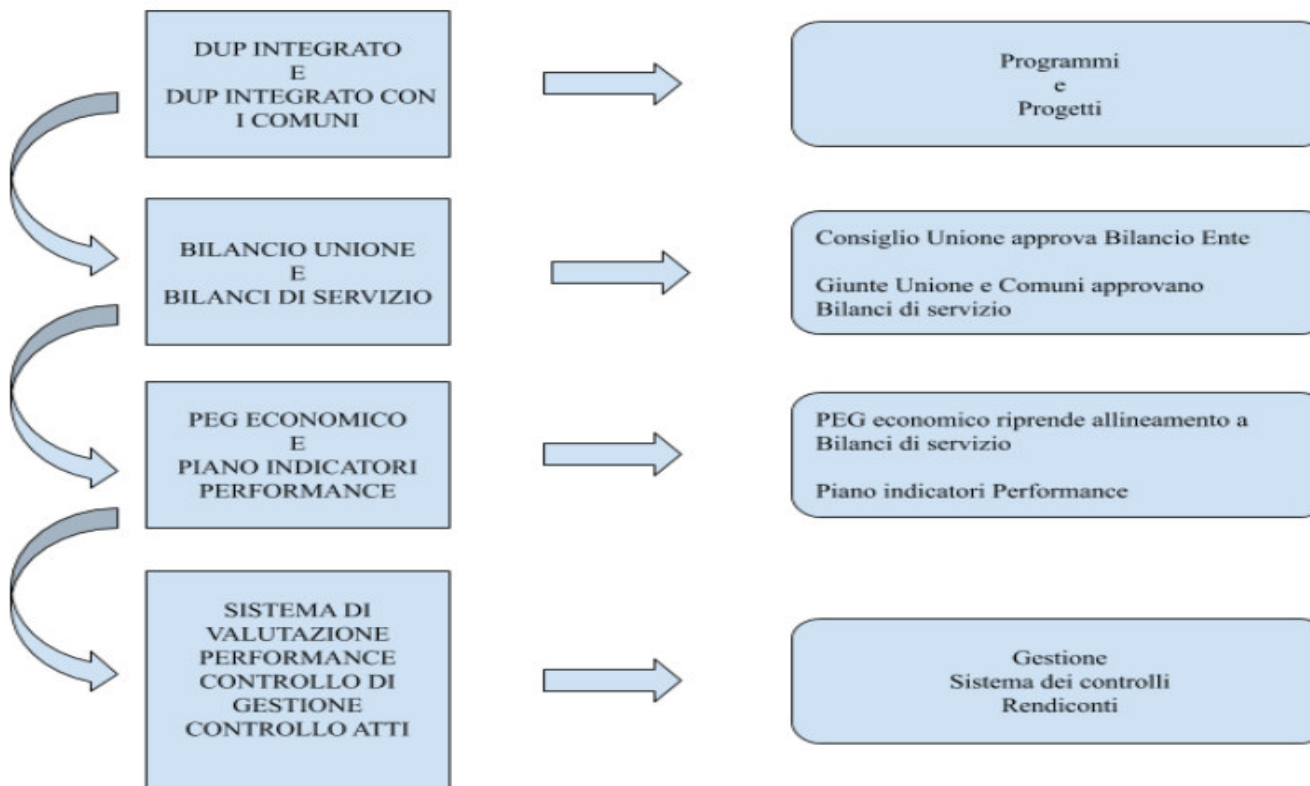 DUP INTEGRATO
E
DUP INTEGRATO CON
I COMUNI
Programmi
e
Progetti
BILANCIO UNIONE
E
BILANCI DI SERVIZIO
Consiglio Unione approva Bilancio Ente
Giunte Unione e Comuni approvano
Bilanci di servizio
PEG ECONOMICO
E
PIANO INDICATORI
PERFORMANCE
PEG economico riprende allineamento a
Bilanci di servizio
Piano indicatori Performance
SISTEMA DI
VALUTAZIONE
PERFORMANCE
CONTROLLO DI
GESTIONE
CONTROLLO ATTI
Gestione
Sistema dei controlli
Rendiconti